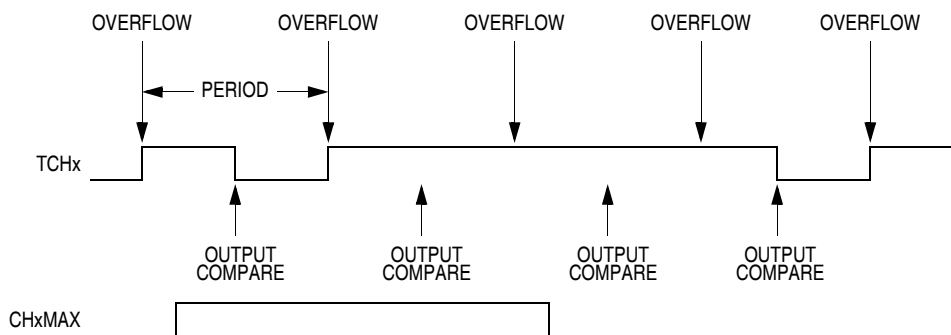 OVERFLOW OVERFLOW OVERFLOW OVERFLOW OVERFLOW
PERIOD
TCHx
OUTPUT OUTPUT OUTPUT OUTPUT
COMPARE COMPARE COMPARE COMPARE
CHxMAX